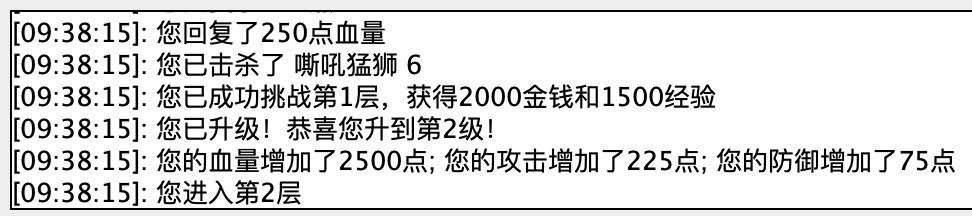 [09:38:15]: 您回复了250点血量
[09:38:15]: 您已击杀了 嘶吼猛狮 6
[09:38:15]: 您已成功挑战第1层，获得2000金钱和1500经验
[09:38:15]: 您已升级！恭喜您升到第2级！
[09:38:15]: 您的血量增加了2500点; 您的攻击增加了225点; 您的防御增加了75点
[09:38:15]: 您进入第2层